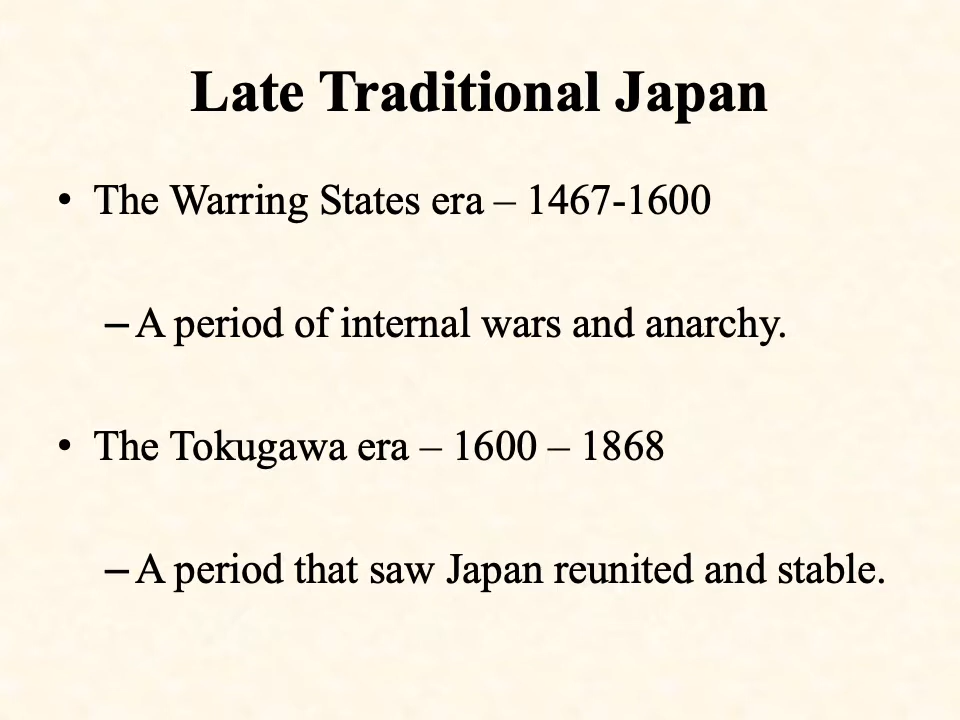 Late Traditional Japan
• The Warring States era – 1467-1600
– A period of internal wars and anarchy.
• The Tokugawa era – 1600 – 1868
– A period that saw Japan reunited and stable.